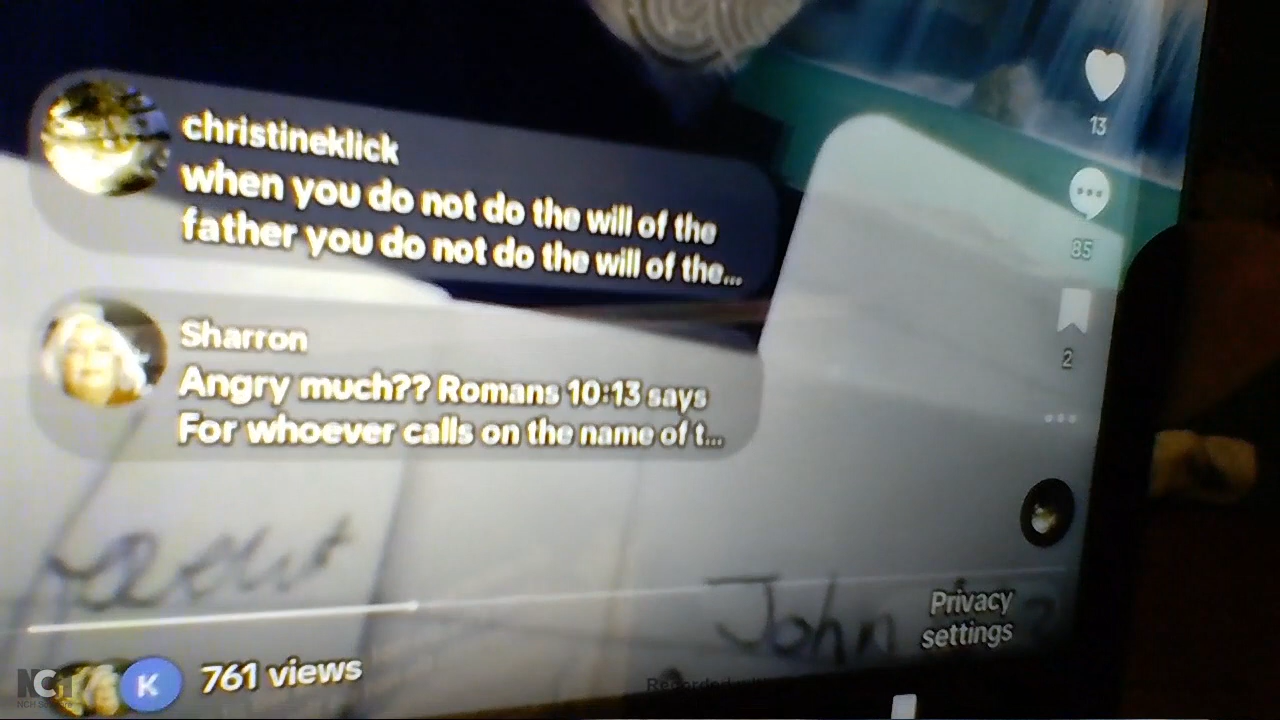 christineklick
when you do not do the will of the
father you do not do the will of the...
Sharron
Angry much?? Romans 10:13 says
For whoever calls on the name of t...
13
85
2
John
Privacy
settings
K
761 views
NCH